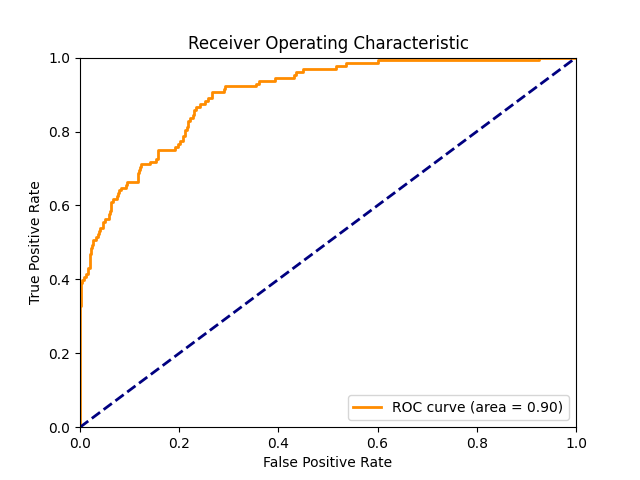 Receiver Operating Characteristic
1.0
0.8
0.6
0.4
0.2
0.0
True Positive Rate
ROC curve (area = 0.90)
0.0 0.2 0.4 0.6 0.8 1.0
False Positive Rate